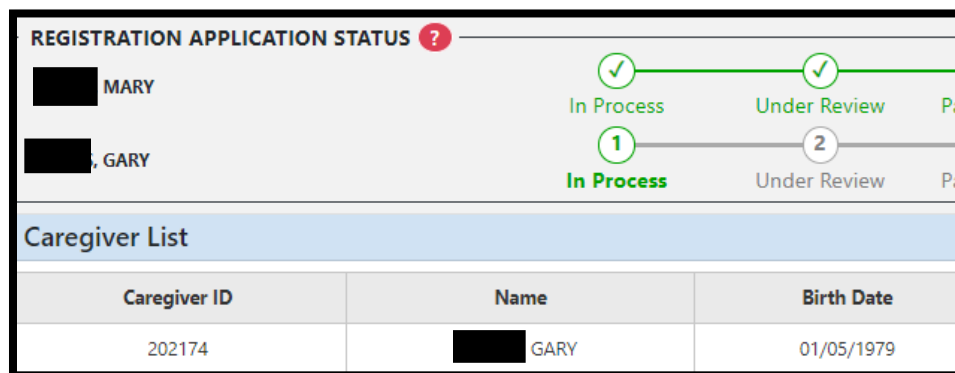 REGISTRATION APPLICATION STATUS ?
MARY
In Process Under Review
, GARY
1 2
In Process Under Review
Caregiver List
Caregiver ID Name Birth Date
202174 GARY 01/05/1979